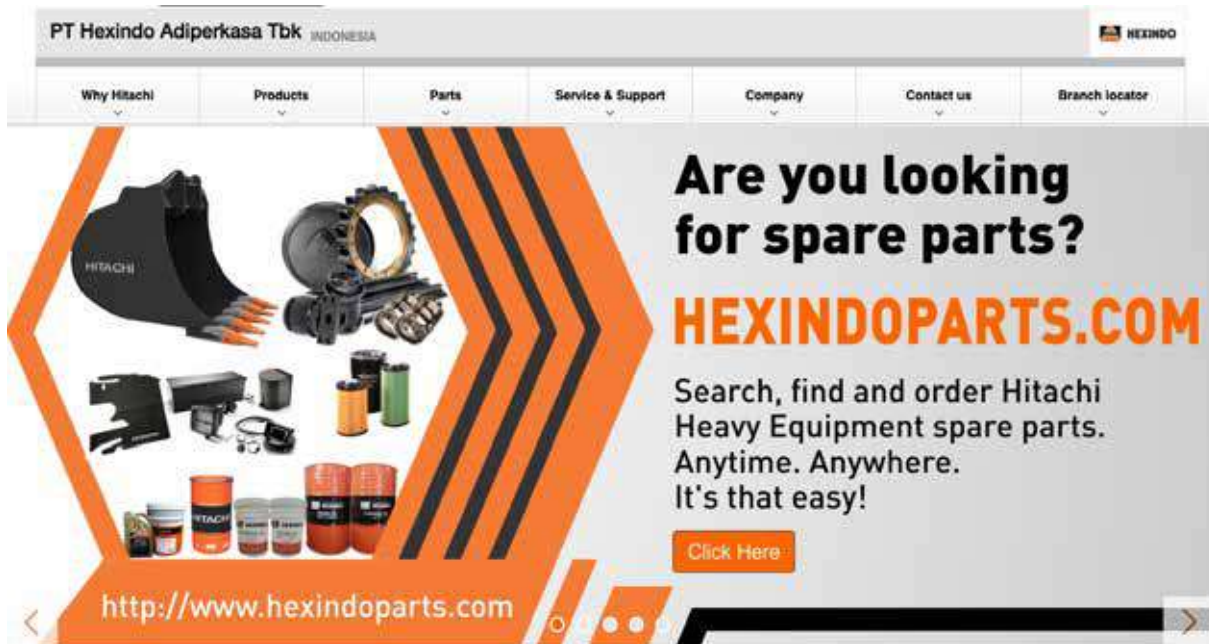 PT Hexindo Adiperkasa Tbk INDONESIA
HEXINDO
Why Hitachi
Products
Parts
Service & Support
Company
Contact us
Branch locator
Are you looking
for spare parts?
HEXINDOPARTS.COM
Search, find and order Hitachi
Heavy Equipment spare parts.
Anytime. Anywhere.
It's that easy!
Click Here
HITACHI
HITACHI
http://www.hexindoparts.com